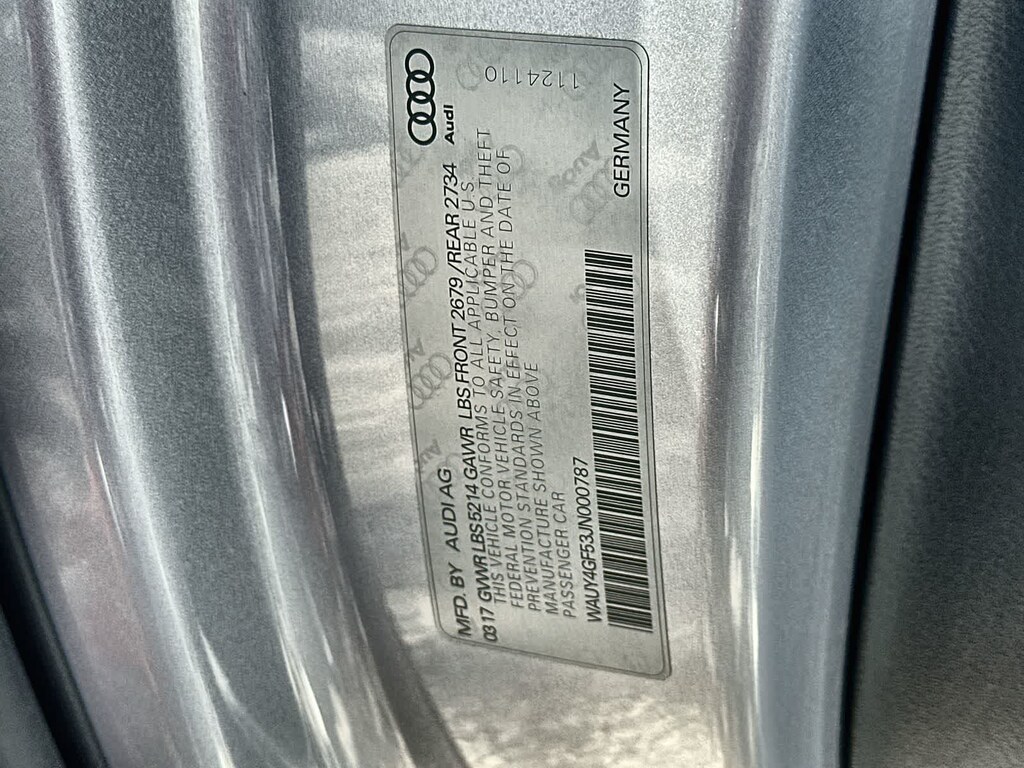 MFD. BY AUDI AG
Audi
0317 GVWR LBS 5214 GAWR LBS FRONT 2679 /REAR 2734
THIS VEHICLE CONFORMS TO ALL APPLICABLE U.S.
FEDERAL MOTOR VEHICLE SAFETY, BUMPER AND THEFT
PREVENTION STANDARDS IN EFFECT ON THE DATE OF
MANUFACTURE SHOWN ABOVE
PASSENGER CAR
1124110
WAUY4GF53JN000787
GERMANY